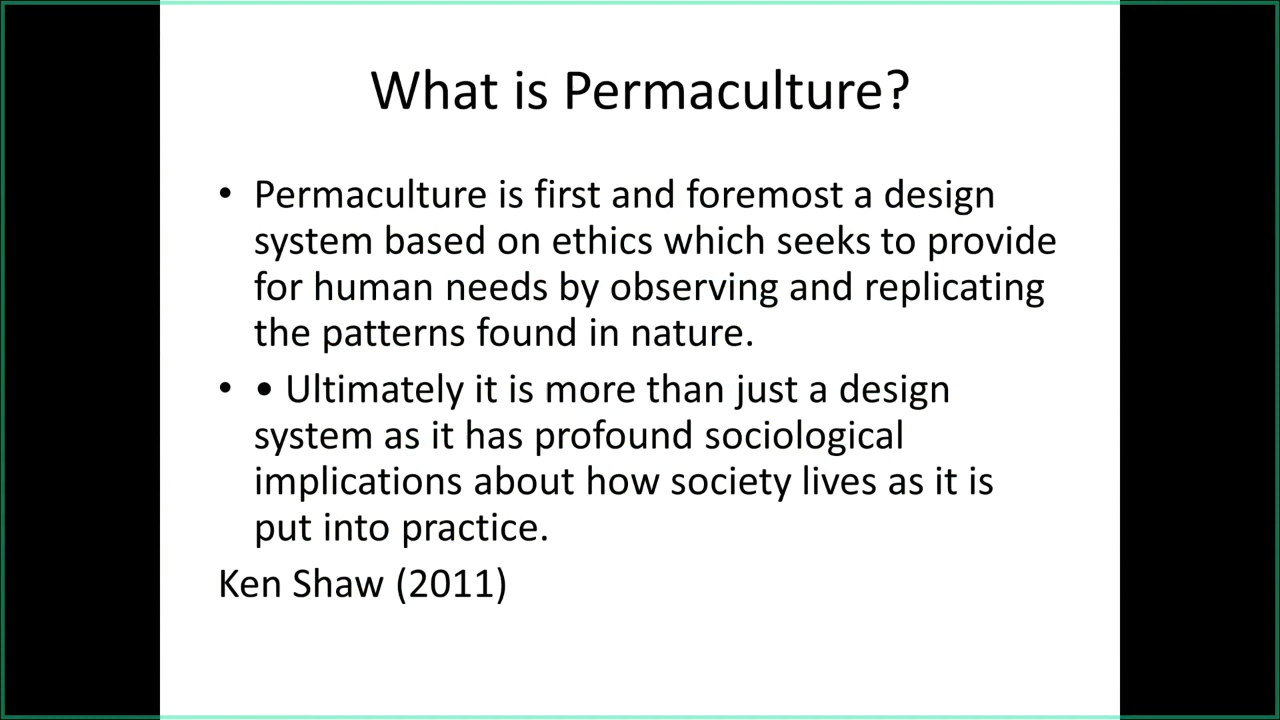 What is Permaculture?
• Permaculture is first and foremost a design
system based on ethics which seeks to provide
for human needs by observing and replicating
the patterns found in nature.
• • Ultimately it is more than just a design
system as it has profound sociological
implications about how society lives as it is
put into practice.
Ken Shaw (2011)